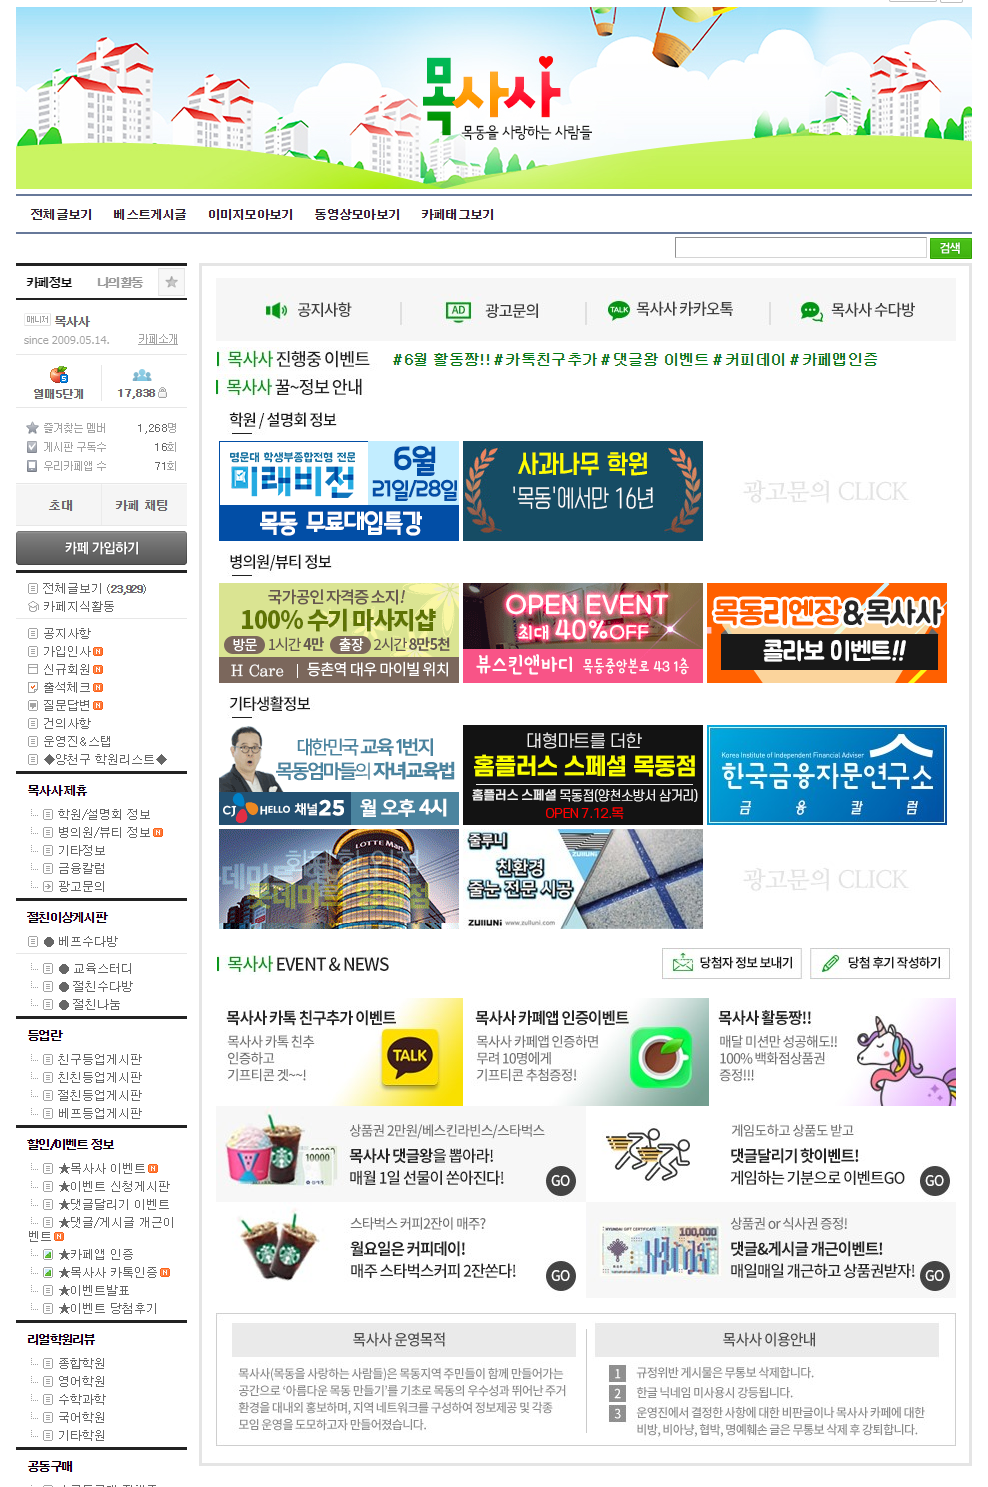 목사사
목동을 사랑하는 사람들
전체글보기 베스트게시글 이미지모아보기 동영상모아보기 카페태그보기
검색
카페정보 나의활동
매니저 목사사
since 2009.05.14. 카페소개
열매5단계 17,838
즐겨찾는 멤버 1,268명
게시판 구독수 16회
우리카페앱 수 71회
초대 카페 채팅
카페 가입하기
전체글보기 (23,929)
카페지식활동
공지사항
가입인사 N
신규회원 N
출석체크 N
질문답변 N
건의사항
운영진&스탭
◆양천구 학원리스트◆
목사사제휴
학원/설명회 정보
병의원/뷰티 정보 N
기타정보
금융칼럼
광고문의
절친이상게시판
● 베프수다방
● 교육스터디
● 절친수다방
● 절친나눔
등업란
친구등업게시판
친친등업게시판
절친등업게시판
베프등업게시판
할인/이벤트 정보
★목사사 이벤트 N
★이벤트 신청게시판
★댓글달리기 이벤트
★댓글/게시글 개근이
벤트 N
★카페앱 인증
★목사사 카톡인증 N
★이벤트발표
★이벤트 당첨후기
리얼학원리뷰
종합학원
영어학원
수학과학
국어학원
기타학원
공동구매
공지사항 AD 광고문의 TALK 목사사 카카오톡 목사사 수다방
목사사 진행중 이벤트 #6월 활동짱!! #카톡친구추가 #댓글왕 이벤트 #커피데이 #카페앱인증
목사사 꿀~정보 안내
학원 / 설명회 정보
명문대 학생부종합전형 전문
미래비전
6월
21일/28일
목동 무료대입특강
사과나무 학원
'목동'에서만 16년
광고문의 CLICK
병의원/뷰티 정보
국가공인 자격증 소지!
100% 수기 마사지샵
방문 1시간 4만 출장 2시간 8만5천
H Care | 등촌역 대우 마이빌 위치
OPEN EVENT
최대 40%OFF
뷰스킨앤바디 목동중앙본로 43 1층
목동리엔장&목사사
콜라보 이벤트!!
기타생활정보
대한민국 교육 1번지
목동엄마들의 자녀교육법
CJ HELLO 채널25 월 오후 4시
대형마트를 더한
홈플러스 스페셜 목동점
홈플러스 스페셜 목동점(양천소방서 삼거리)
OPEN 7.12.목
Korea Institute of Independent Financial Adviser
한국금융자문연구소
금 융 칼 럼
LOTTE Mart
줄루니
친환경
줄눈 전문 시공
ZULLUNI
ZULLUNI www.zulluni.com
광고문의 CLICK
목사사 EVENT & NEWS 당첨자 정보 보내기 당첨 후기 작성하기
목사사 카톡 친구추가 이벤트
목사사 카톡 친추
인증하고
기프티콘 겟~~!
TALK
목사사 카페앱 인증이벤트
목사사 카페앱 인증하면
무려 10명에게
기프티콘 추첨증정!
목사사 활동짱!!
매달 미션만 성공해도!!
100% 백화점상품권
증정!!!
10000
상품권 2만원/베스킨라빈스/스타벅스
목사사 댓글왕을 뽑아라!
매월 1일 선물이 쏟아진다!
GO
게임도하고 상품도 받고
댓글달리기 핫이벤트!
게임하는 기분으로 이벤트GO
GO
스타벅스 커피2잔이 매주?
월요일은 커피데이!
매주 스타벅스커피 2잔쏜다!
GO
HYUNDAI GIFT CERTIFICATE 100,000
상품권 or 식사권 증정!
댓글&게시글 개근이벤트!
매일매일 개근하고 상품권받자!
GO
목사사 운영목적
목사사(목동을 사랑하는 사람들)은 목동지역 주민들이 함께 만들어가는
공간으로 '아름다운 목동 만들기'를 기초로 목동의 우수성과 뛰어난 주거
환경을 대내외 홍보하며, 지역 네트워크를 구성하여 정보제공 및 각종
모임 운영을 도모하고자 만들어졌습니다.
목사사 이용안내
1 규정위반 게시물은 무통보 삭제합니다.
2 한글 닉네임 미사용시 강등됩니다.
3 운영진에서 결정한 사항에 대한 비판글이나 목사사 카페에 대한
비방, 비아냥, 협박, 명예훼손 글은 무통보 삭제 후 강퇴합니다.